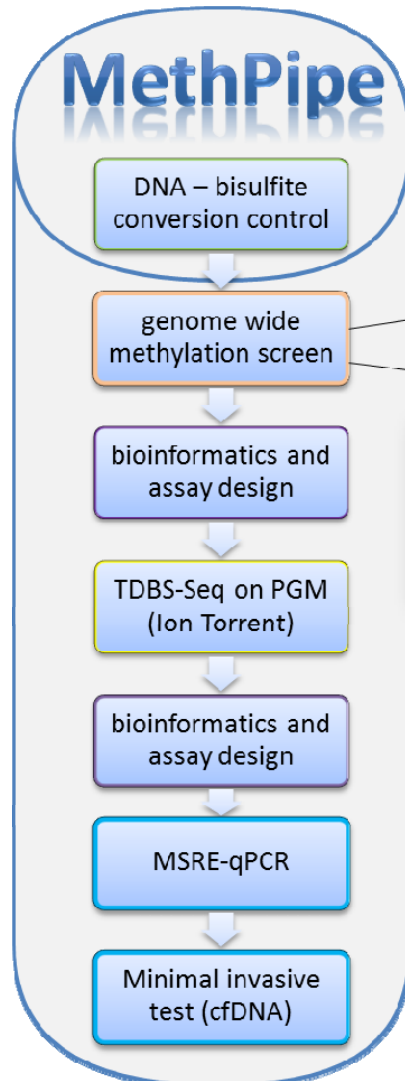 MethPipe
DNA – bisulfite
conversion control
genome wide
methylation screen
bioinformatics and
assay design
TDBS-Seq on PGM
(Ion Torrent)
bioinformatics and
assay design
MSRE-qPCR
Minimal invasive
test (cfDNA)